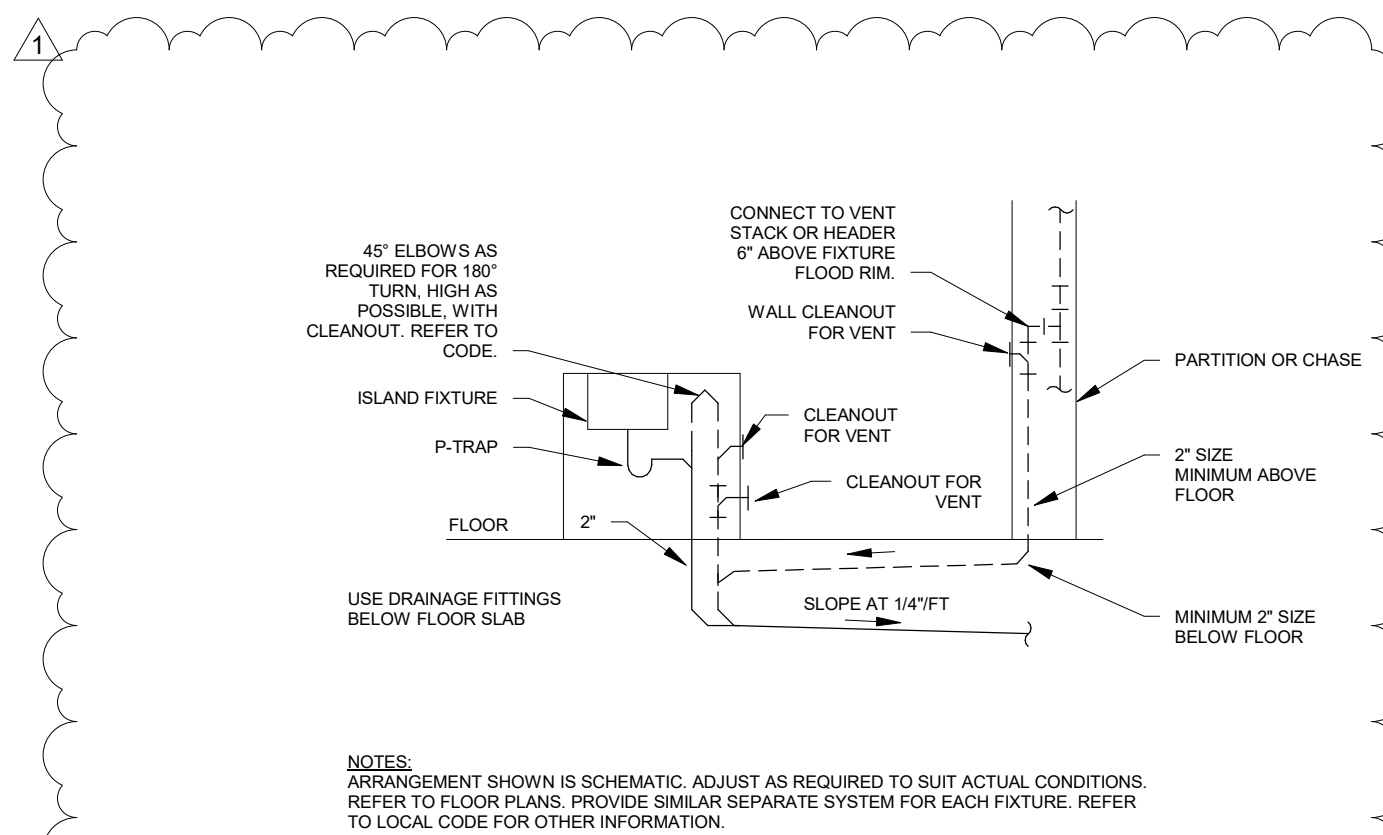 1
CONNECT TO VENT
STACK OR HEADER
6" ABOVE FIXTURE
FLOOD RIM.
45° ELBOWS AS
REQUIRED FOR 180°
TURN, HIGH AS
POSSIBLE, WITH
CLEANOUT. REFER TO
CODE.
WALL CLEANOUT
FOR VENT
PARTITION OR CHASE
ISLAND FIXTURE
CLEANOUT
FOR VENT
P-TRAP
2" SIZE
MINIMUM ABOVE
FLOOR
CLEANOUT FOR
VENT
FLOOR
2"
USE DRAINAGE FITTINGS
BELOW FLOOR SLAB
SLOPE AT 1/4"/FT
MINIMUM 2" SIZE
BELOW FLOOR
NOTES:
ARRANGEMENT SHOWN IS SCHEMATIC. ADJUST AS REQUIRED TO SUIT ACTUAL CONDITIONS.
REFER TO FLOOR PLANS. PROVIDE SIMILAR SEPARATE SYSTEM FOR EACH FIXTURE. REFER
TO LOCAL CODE FOR OTHER INFORMATION.